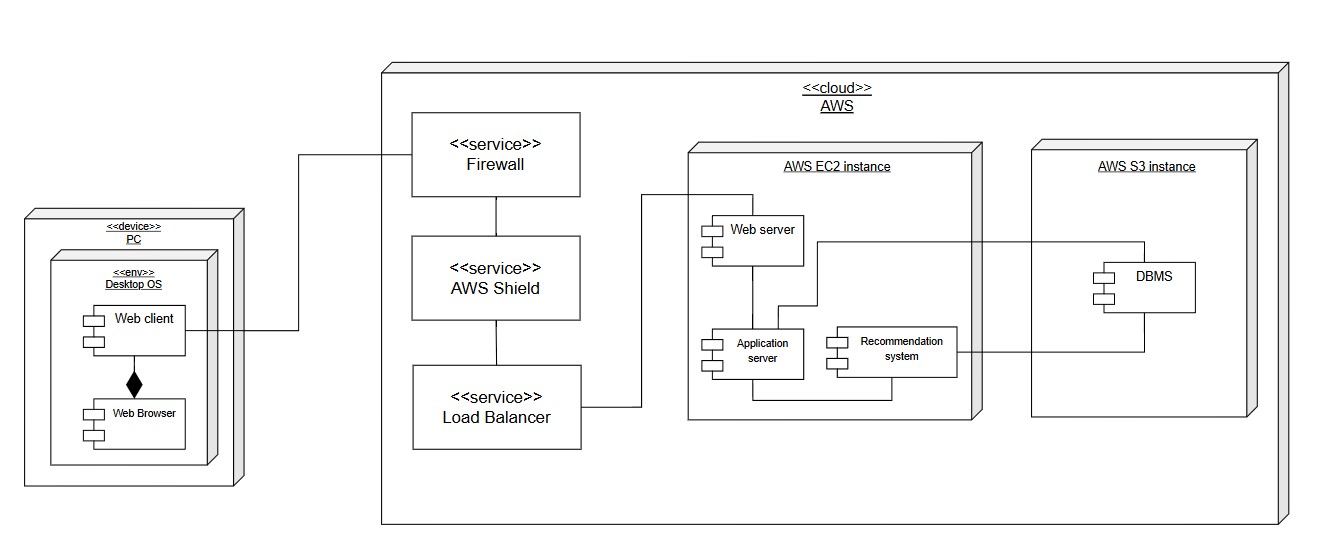 <<cloud>>
AWS
<<service>>
Firewall
<<service>>
AWS Shield
<<service>>
Load Balancer
AWS EC2 instance
Web server
Application
server
Recommendation
system
AWS S3 instance
DBMS
<<device>>
PC
<<env>>
Desktop OS
Web client
Web Browser